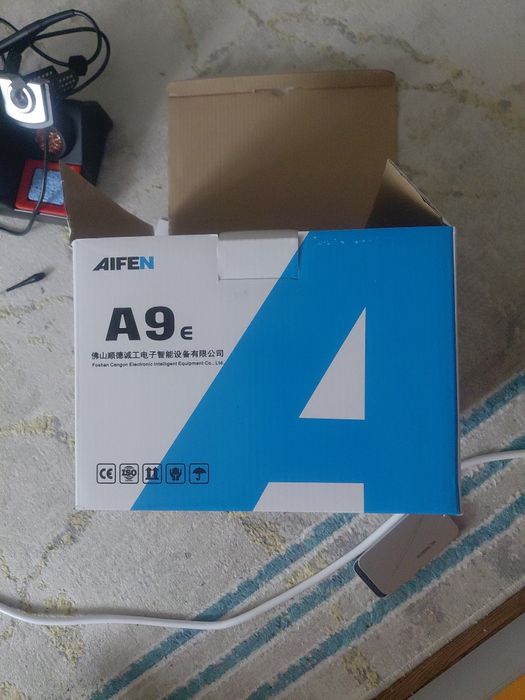 AIFEN
A9E
佛山顺德诚工电子智能设备有限公司
Foshan Cengon Electronic Intelligent Equipment Co., Ltd.
CE ISO
A